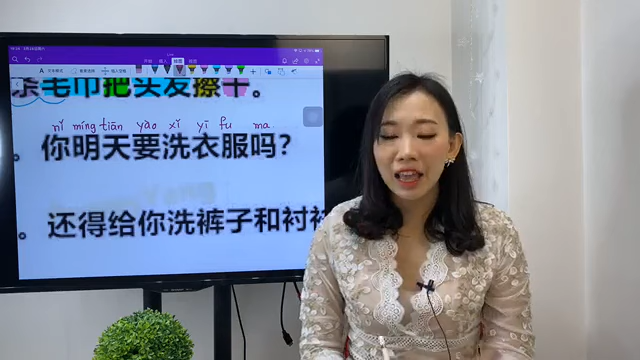 毛巾把头发擦干。
nǐ míng tiān yào xǐ yī fu ma
。你明天要洗衣服吗？
。还得给你洗裤子和衬